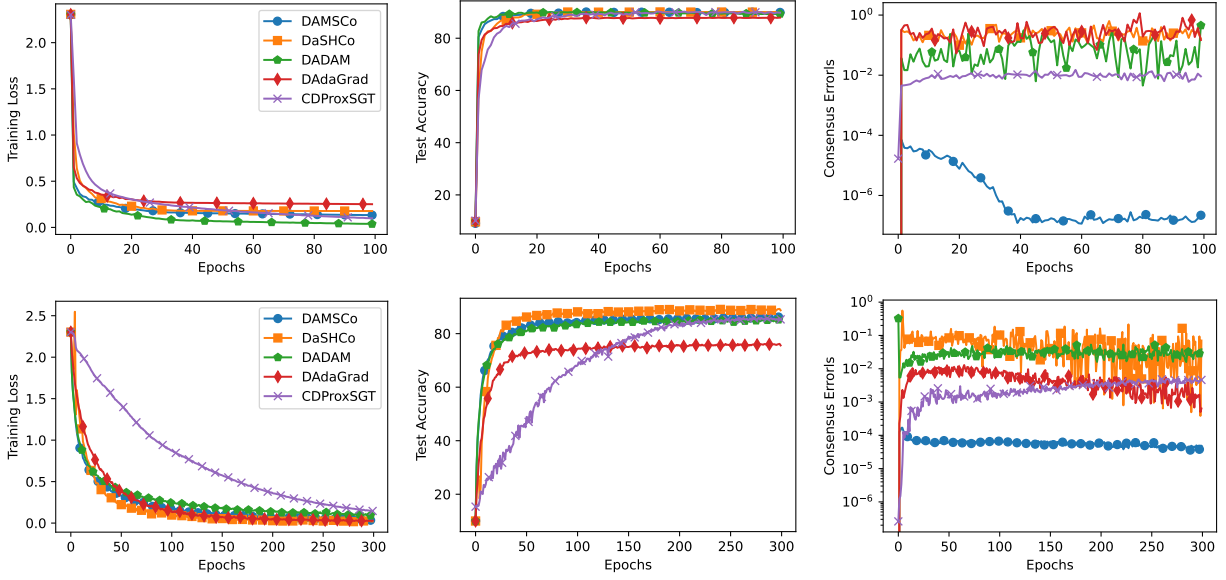 2.0
1.5
1.0
0.5
0.0
Training Loss
0 20 40 60 80 100
Epochs
DAMSCo
DaSHCo
DADAM
DAdaGrad
CDProxSGT
80
60
40
20
Test Accuracy
0 20 40 60 80 100
Epochs
10^0
10^−2
10^−4
10^−6
Consensus Errorls
0 20 40 60 80 100
Epochs
2.5
2.0
1.5
1.0
0.5
0.0
Training Loss
0 50 100 150 200 250 300
Epochs
DAMSCo
DaSHCo
DADAM
DAdaGrad
CDProxSGT
80
60
40
20
Test Accuracy
0 50 100 150 200 250 300
Epochs
10^0
10^−1
10^−2
10^−3
10^−4
10^−5
10^−6
Consensus Errorls
0 50 100 150 200 250 300
Epochs